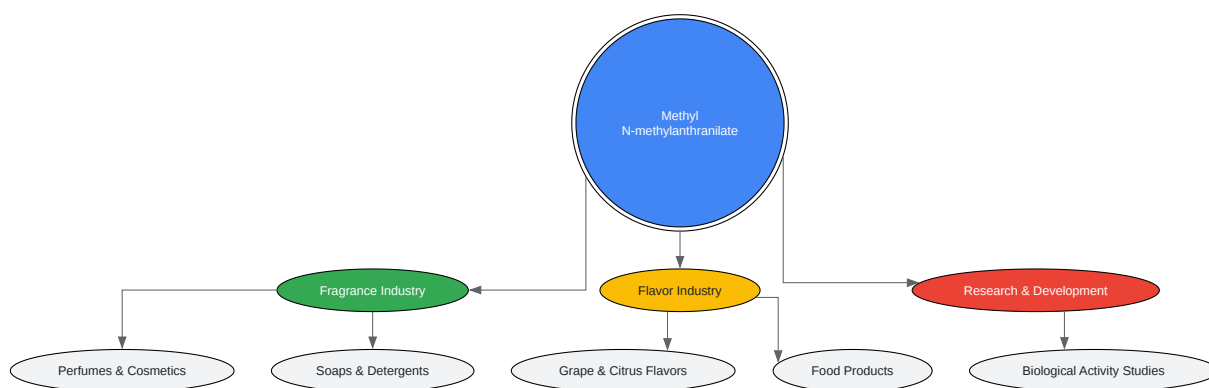 Methyl
N-methylanthranilate
Fragrance Industry
Flavor Industry
Research & Development
Perfumes & Cosmetics
Soaps & Detergents
Grape & Citrus Flavors
Food Products
Biological Activity Studies